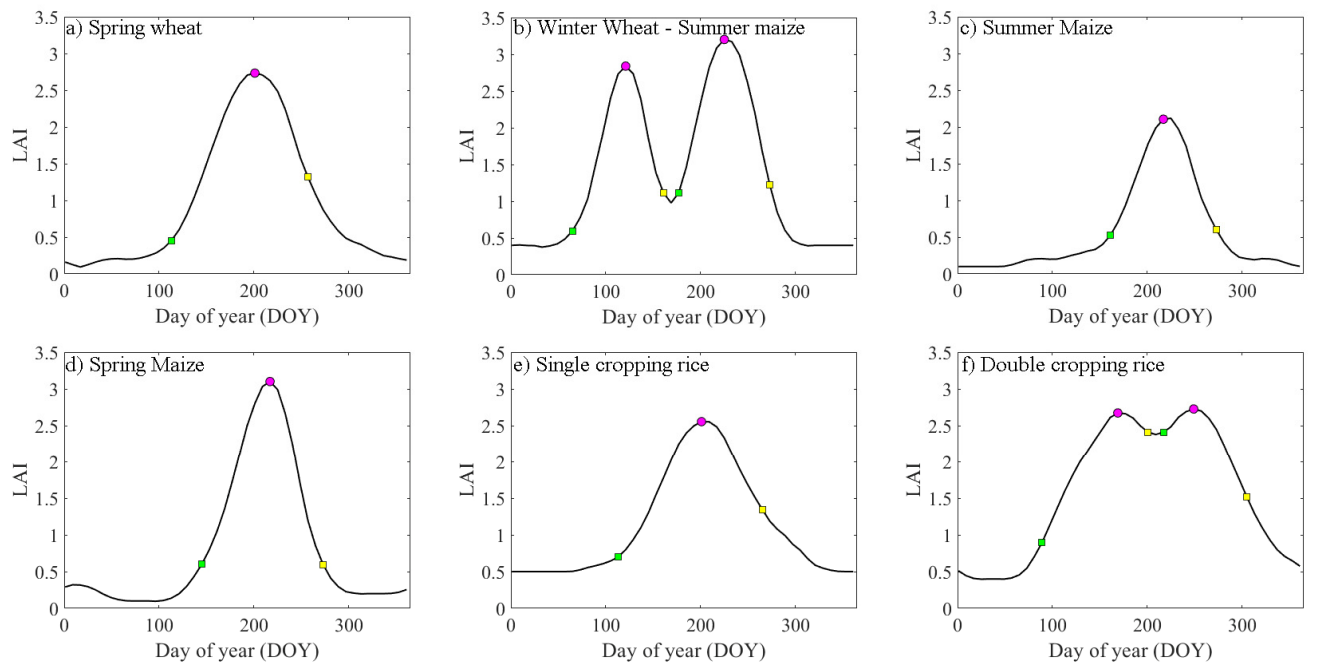 a) Spring wheat
3.5
3
2.5
2
1.5
1
0.5
0
LAI
0 100 200 300
Day of year (DOY)
b) Winter Wheat - Summer maize
3.5
3
2.5
2
1.5
1
0.5
0
LAI
0 100 200 300
Day of year (DOY)
c) Summer Maize
3.5
3
2.5
2
1.5
1
0.5
0
LAI
0 100 200 300
Day of year (DOY)
d) Spring Maize
3.5
3
2.5
2
1.5
1
0.5
0
LAI
0 100 200 300
Day of year (DOY)
e) Single cropping rice
3.5
3
2.5
2
1.5
1
0.5
0
LAI
0 100 200 300
Day of year (DOY)
f) Double cropping rice
3.5
3
2.5
2
1.5
1
0.5
0
LAI
0 100 200 300
Day of year (DOY)